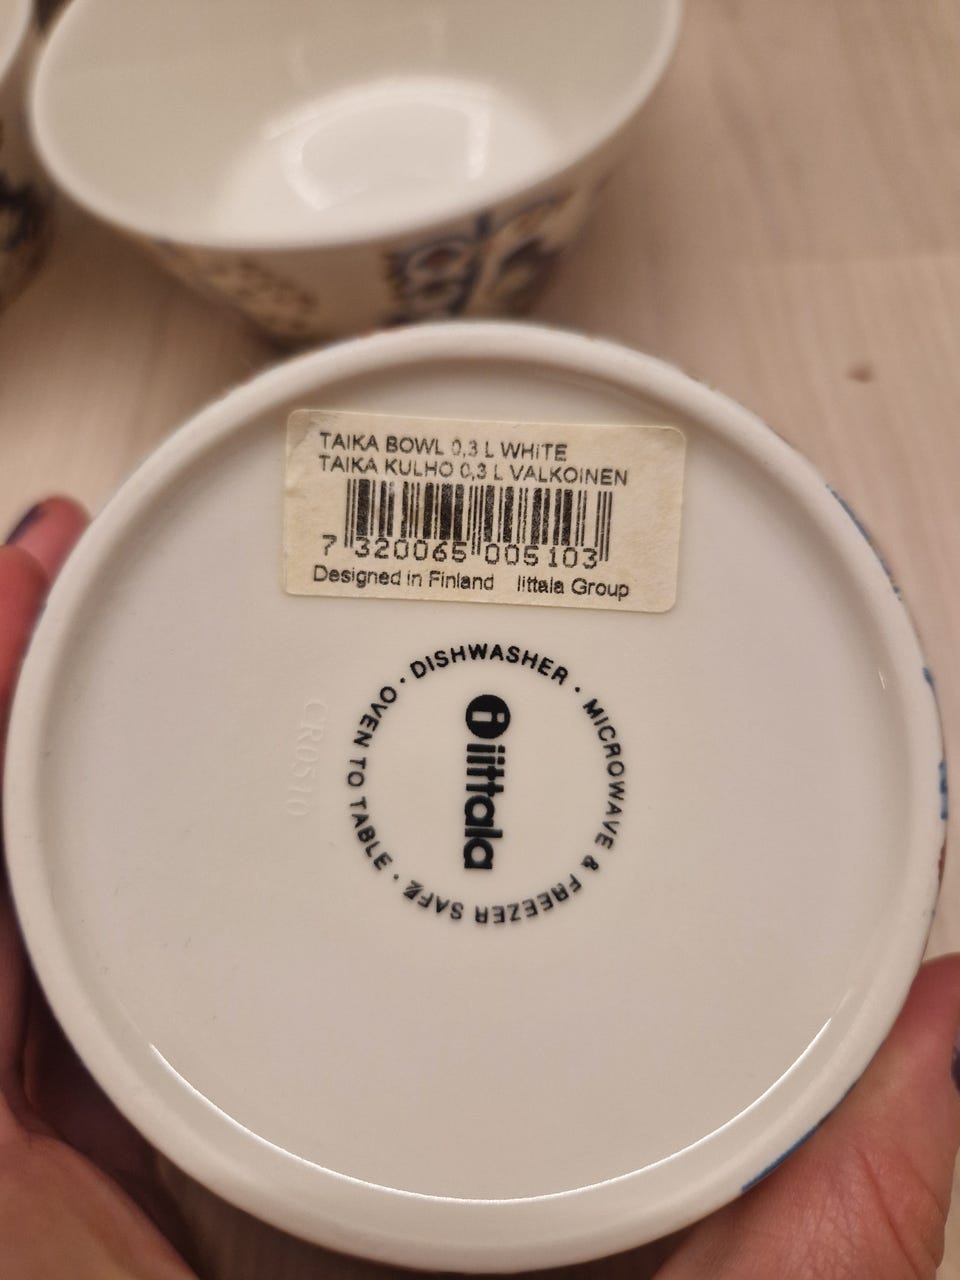 TAIKA BOWL 0,3 L WHITE
TAIKA KULHO 0,3 L VALKOINEN
7 320065 005103
Designed in Finland Iittala Group
· DISHWASHER · MICROWAVE & FREEZER SAFE · OVEN TO TABLE
i iittala
CR0510